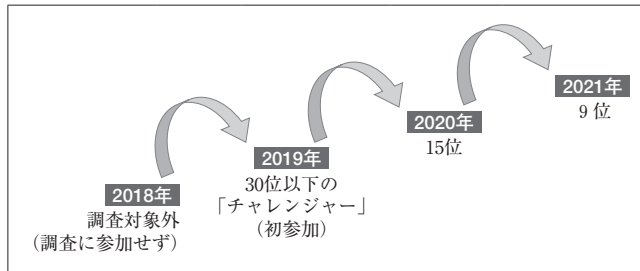 2018年
調査対象外
（調査に参加せず）
2019年
30位以下の
「チャレンジャー」
（初参加）
2020年
15位
2021年
9位